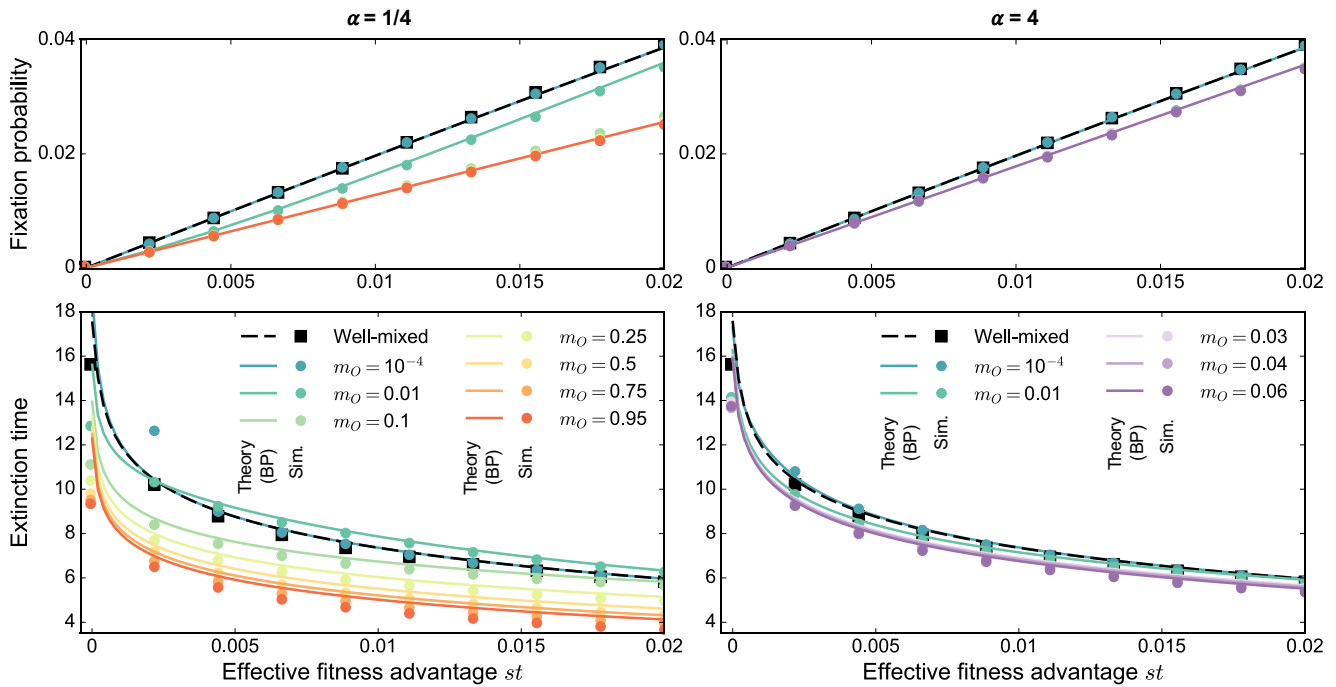 α = 1/4
α = 4
Fixation probability
0.04
0.02
0
0 0.005 0.01 0.015 0.02
0.04
0.02
0
0 0.005 0.01 0.015 0.02
Extinction time
18
16
14
12
10
8
6
4
Well-mixed
m_O = 10⁻⁴
m_O = 0.01
m_O = 0.1
m_O = 0.25
m_O = 0.5
m_O = 0.75
m_O = 0.95
Theory
(BP)
Sim.
Theory
(BP)
Sim.
0 0.005 0.01 0.015 0.02
Effective fitness advantage st
18
16
14
12
10
8
6
4
Well-mixed
m_O = 10⁻⁴
m_O = 0.01
m_O = 0.03
m_O = 0.04
m_O = 0.06
Theory
(BP)
Sim.
Theory
(BP)
Sim.
0 0.005 0.01 0.015 0.02
Effective fitness advantage st